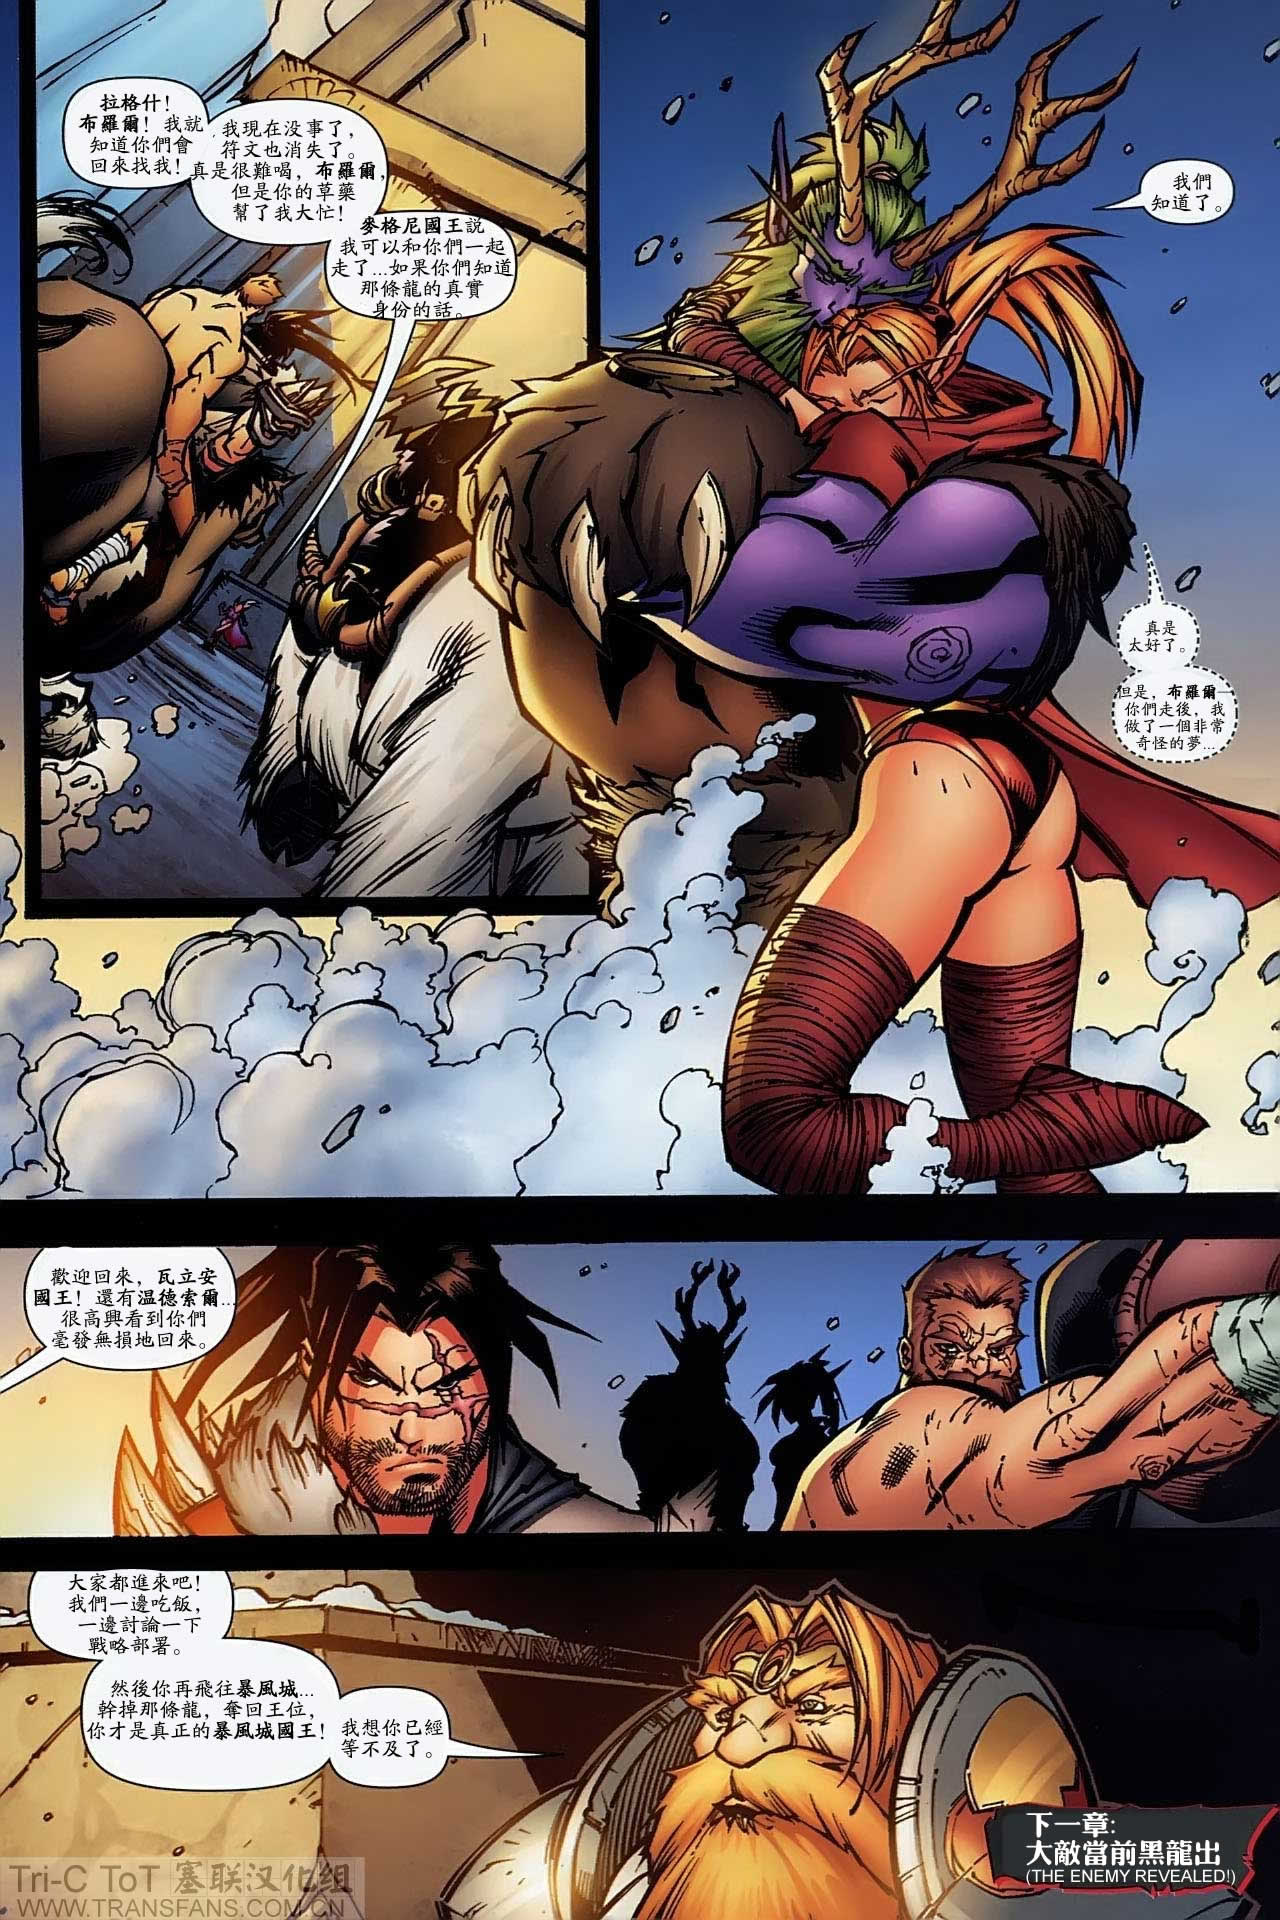 拉格什！
布羅爾！我就
知道你們會
回來找我！
我現在没事了，
符文也消失了。
真是很難喝，布羅爾，
但是你的草藥
幫了我大忙！
麥格尼國王説
我可以和你們一起
走了...如果你們知道
那條龍的真實
身份的話。
我們
知道了。
真是
太好了。
但是，布羅爾—
你們走後，我
做了一個非常
奇怪的夢...
歡迎回來，瓦立安
國王！還有温德索爾...
很高興看到你們
毫發無損地回來。
大家都進來吧！
我們一邊吃飯，
一邊討論一下
戰略部署。
然後你再飛往暴風城...
幹掉那條龍，奪回王位，
你才是真正的暴風城國王！
我想你已經
等不及了。
下一章:
大敵當前黑龍出
(THE ENEMY REVEALED!)
Tri-C ToT 塞联汉化组
WWW.TRANSFANS.COM.CN